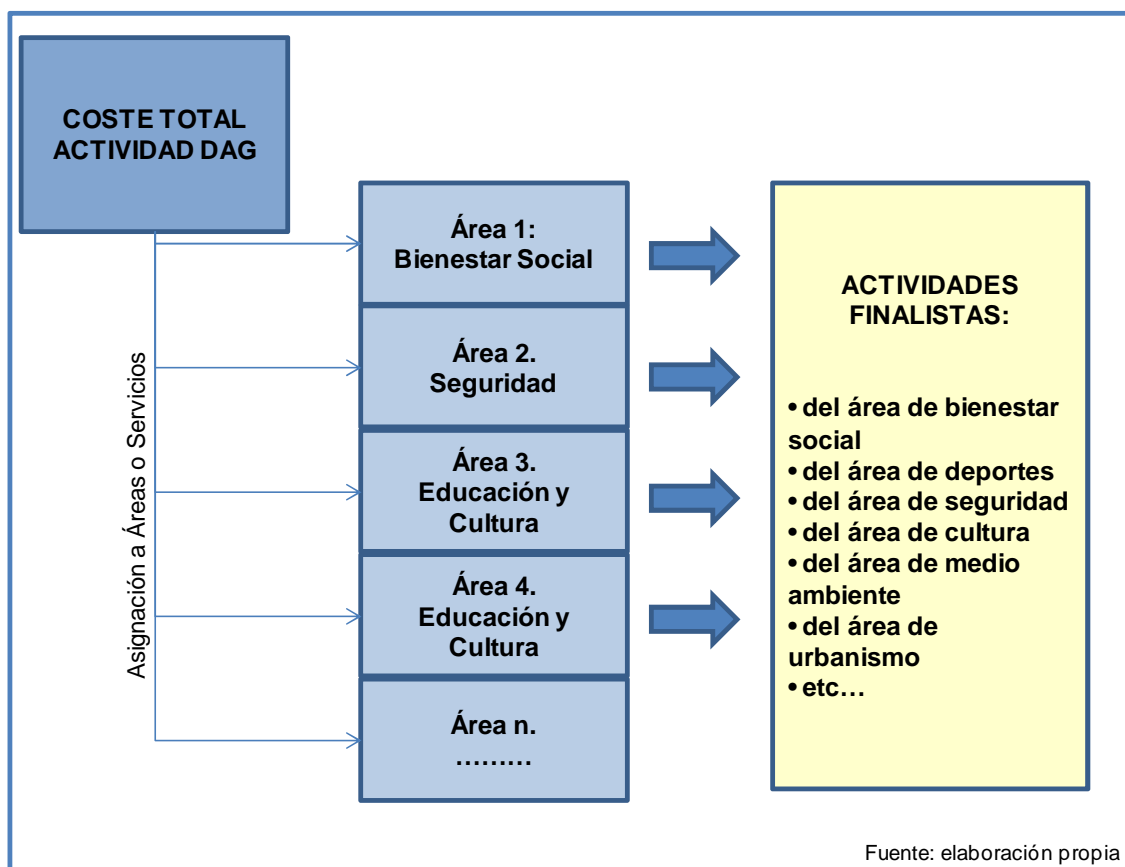 COSTE TOTAL
ACTIVIDAD DAG
Asignación a Áreas o Servicios
Área 1:
Bienestar Social
Área 2.
Seguridad
Área 3.
Educación y
Cultura
Área 4.
Educación y
Cultura
Área n.
………
ACTIVIDADES
FINALISTAS:
• del área de bienestar
social
• del área de deportes
• del área de seguridad
• del área de cultura
• del área de medio
ambiente
• del área de
urbanismo
• etc…
Fuente: elaboración propia